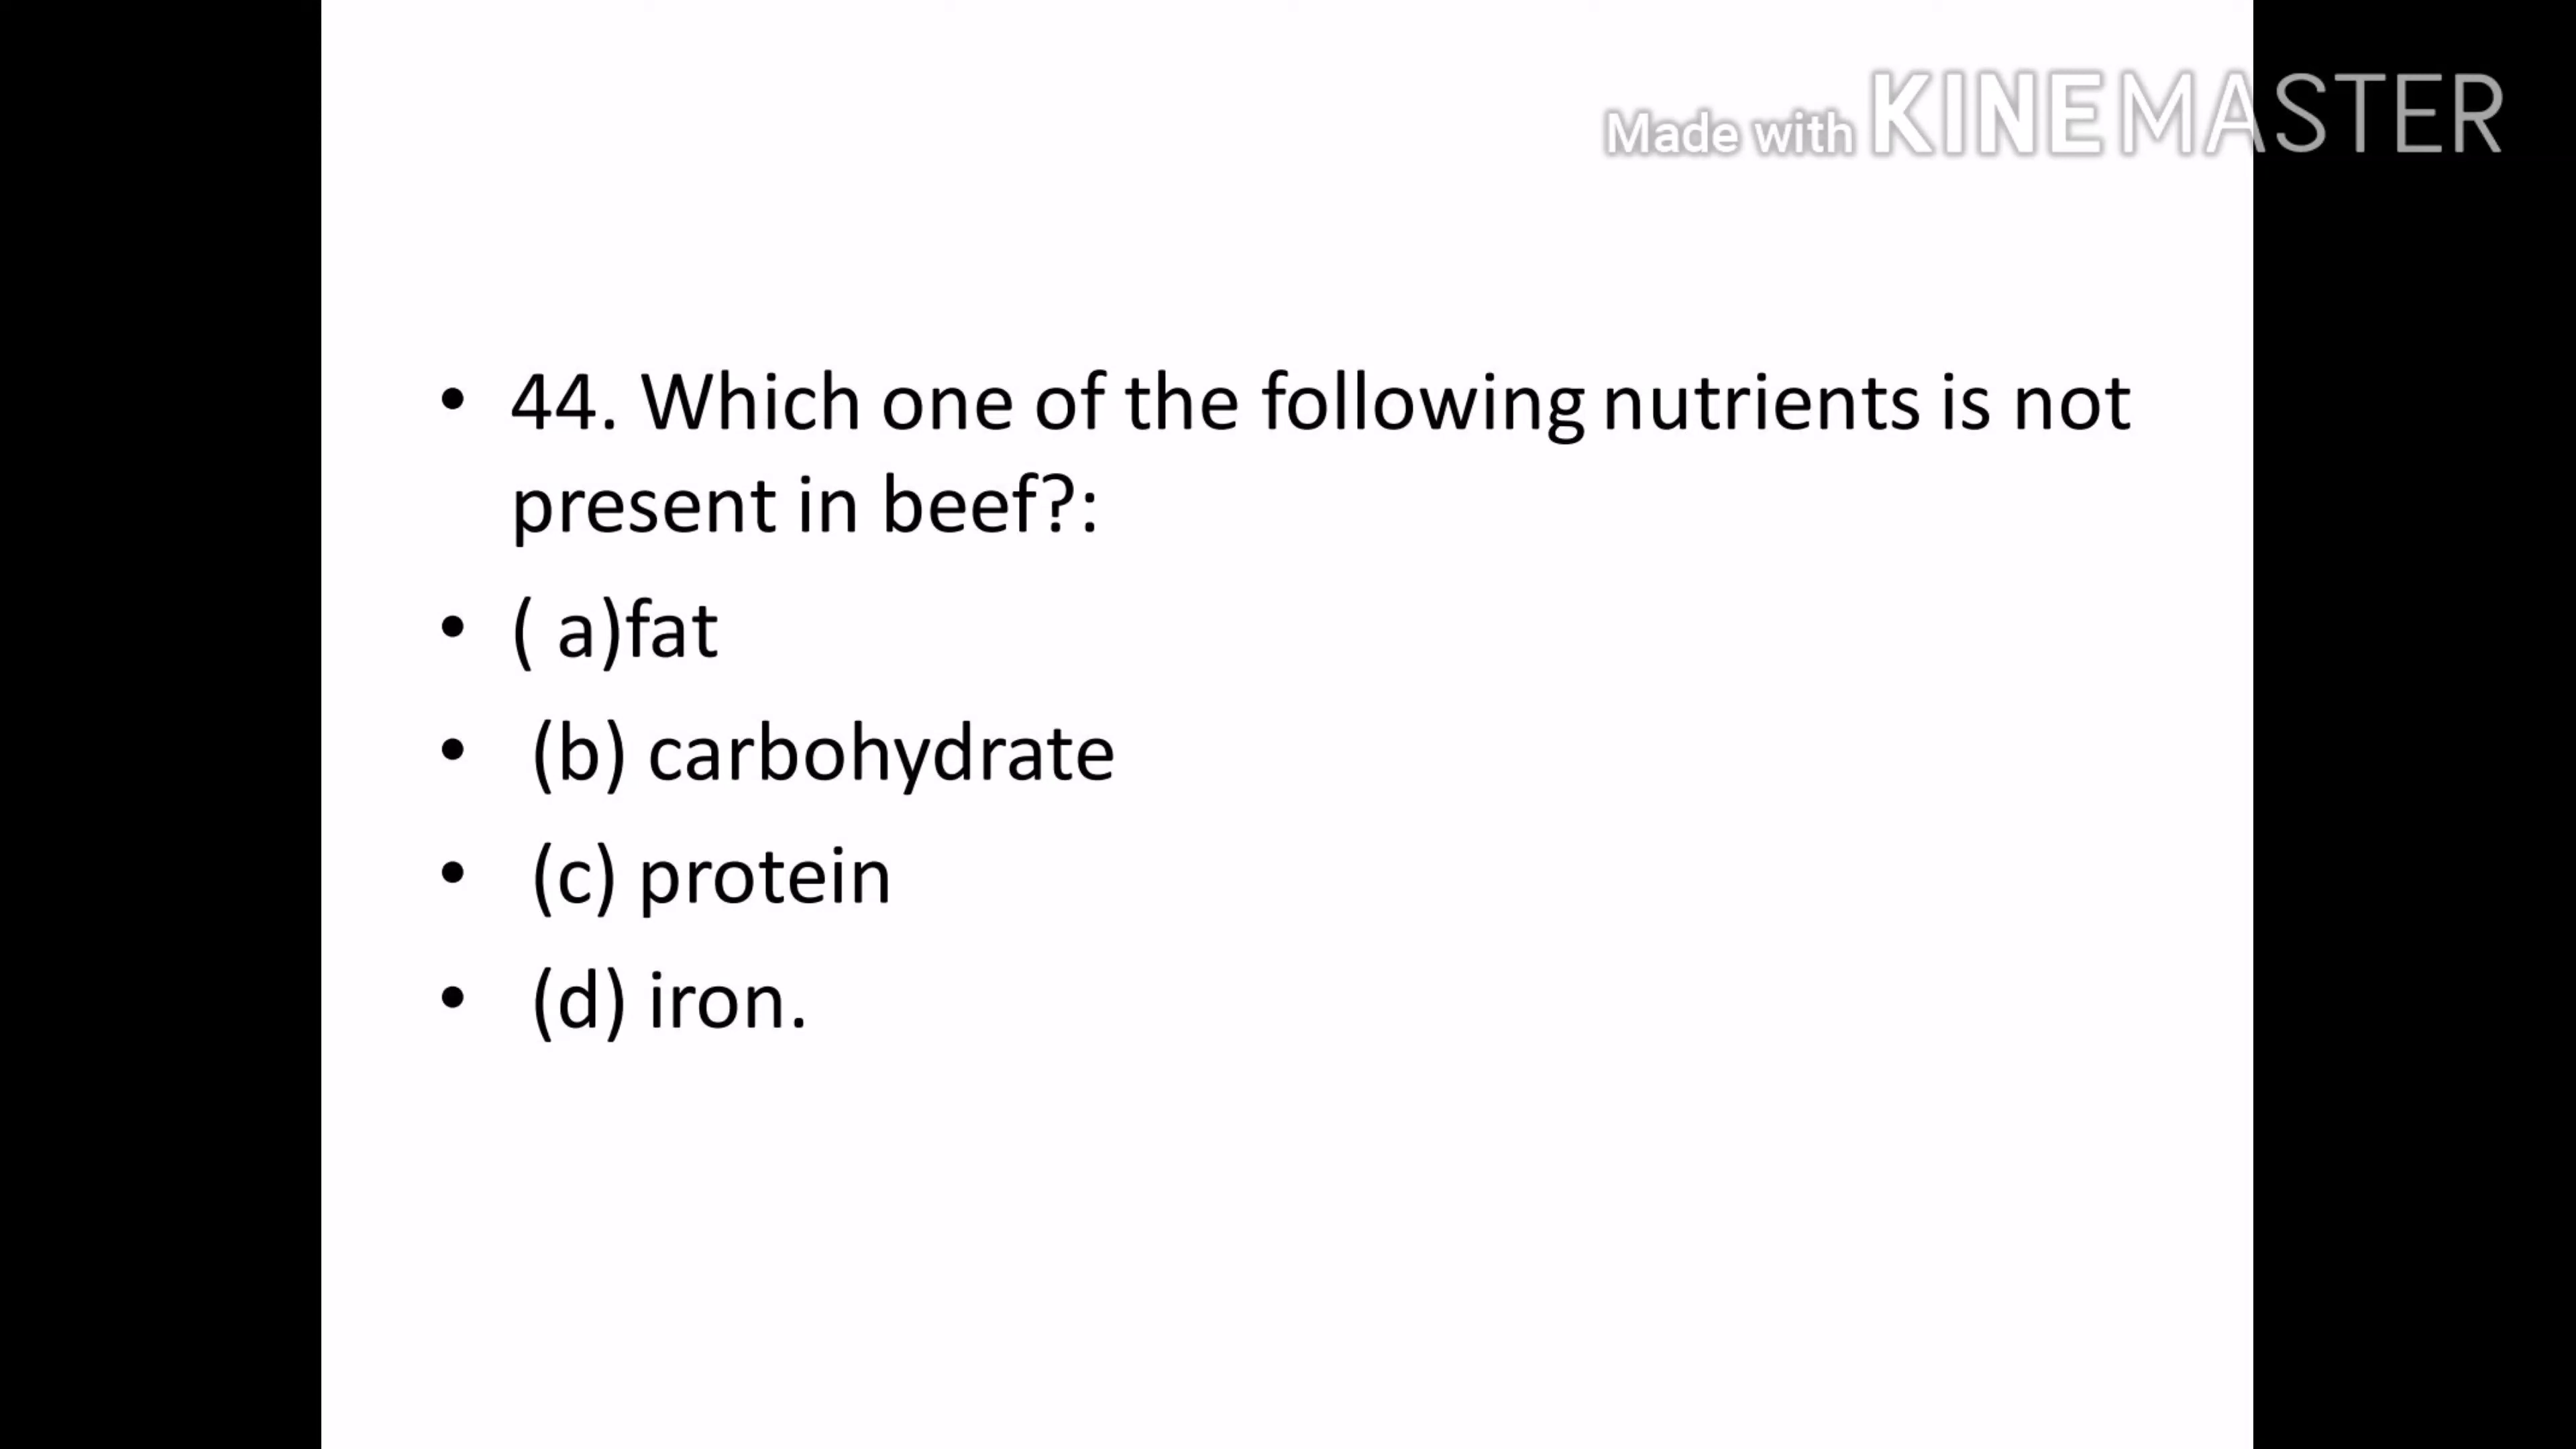 Made with KINEMASTER
• 44. Which one of the following nutrients is not
present in beef?:
• ( a)fat
• (b) carbohydrate
• (c) protein
• (d) iron.